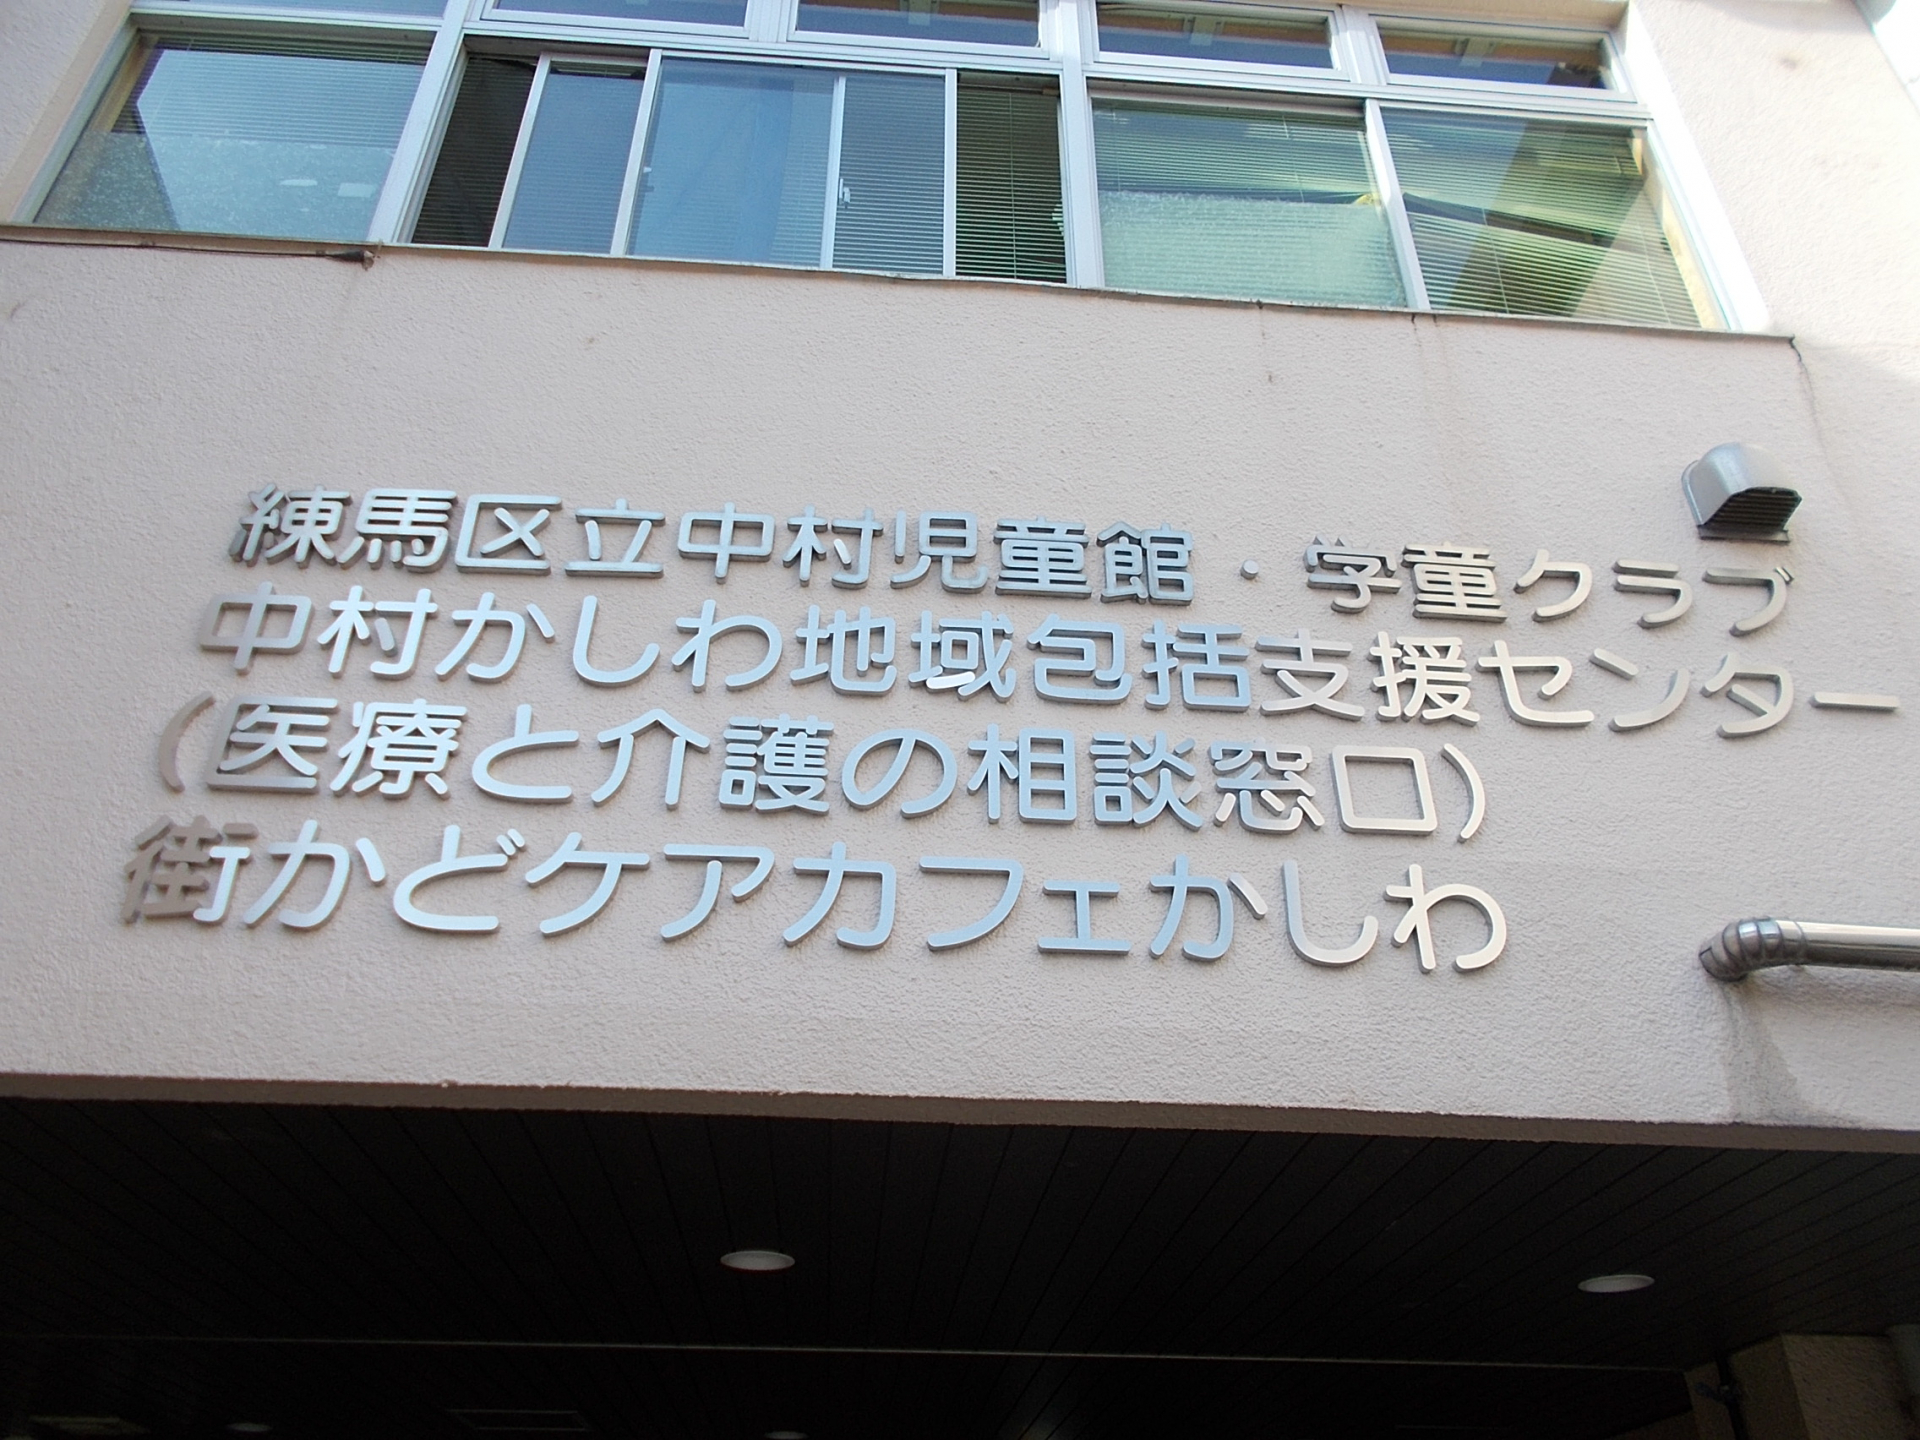 練馬区立中村児童館・学童クラブ
中村かしわ地域包括支援センター
(医療と介護の相談窓口)
街かどケアカフェかしわ